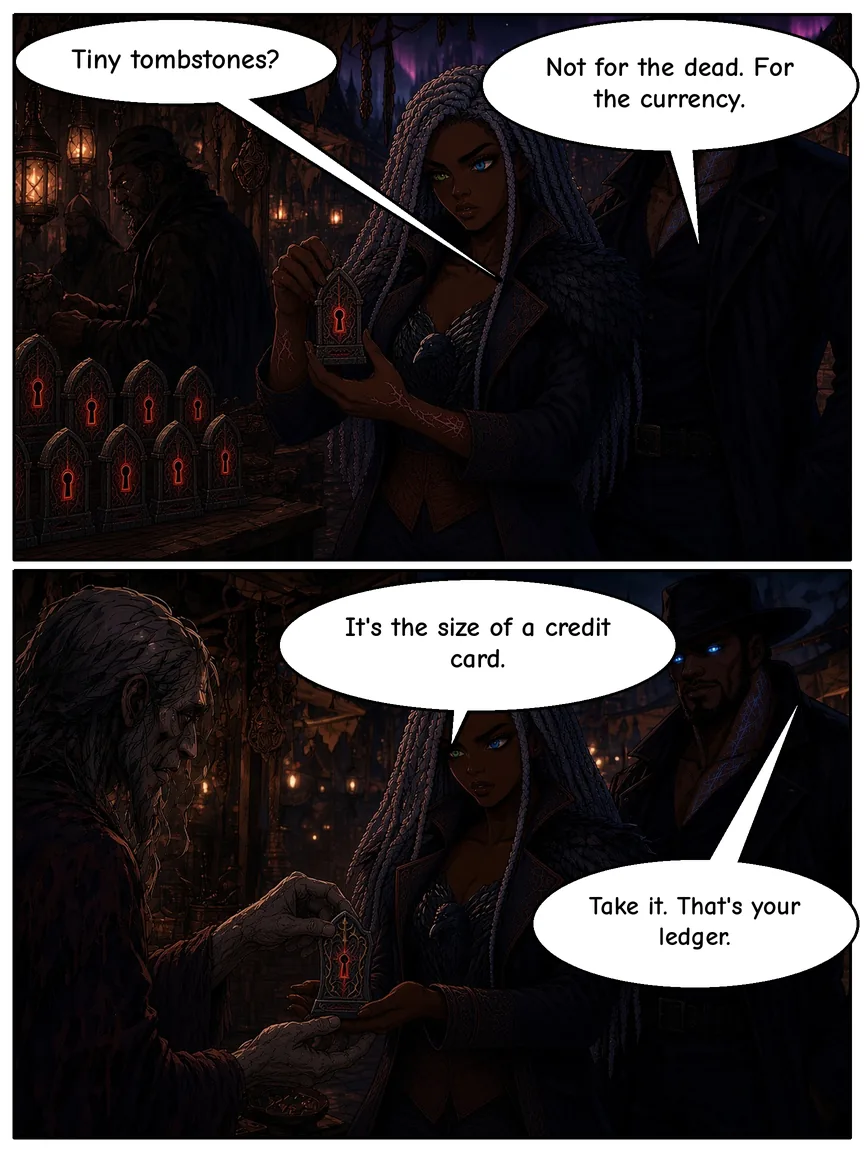 Tiny tombstones?
Not for the dead. For
the currency.
It's the size of a credit
card.
Take it. That's your
ledger.